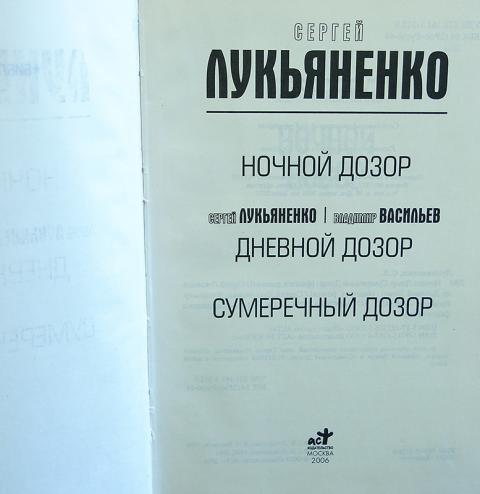 СЕРГЕЙ
ЛУКЬЯНЕНКО
НОЧНОЙ ДОЗОР
СЕРГЕЙ ЛУКЬЯНЕНКО | ВЛАДИМИР ВАСИЛЬЕВ
ДНЕВНОЙ ДОЗОР
СУМЕРЕЧНЫЙ ДОЗОР
аст
ИЗДАТЕЛЬСТВО
МОСКВА
2006